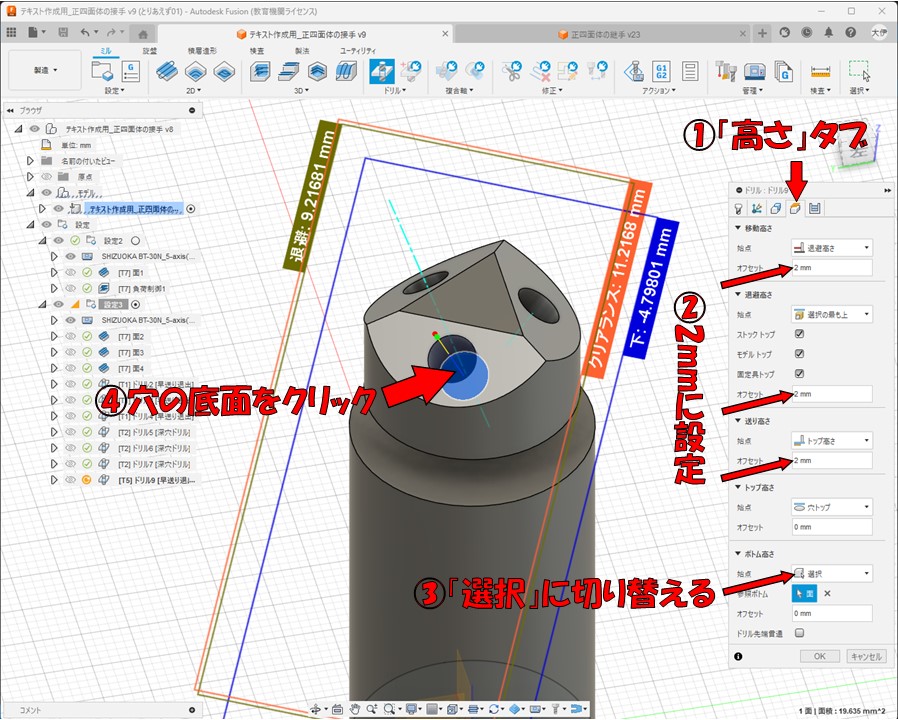 テキスト作成用_正四面体の接手 v9 (とりあえず01) - Autodesk Fusion (教育機関ライセンス)
テキスト作成用_正四面体の接手 v9
正四面体の継手 v23
大伊
ミル
旋盤
積層造形
検査
製法
ユーティリティ
製造
設定
2D
3D
ドリル
複合軸
修正
アクション
管理
検査
選択
G1
G2
ブラウザ
テキスト作成用_正四面体の接手 v8
単位: mm
名前の付いたビュー
原点
モデル
テキスト作成用_正四面体の...
設定
設定2
SHIZUOKA BT-30N_5-axis(...
[T7] 面1
[T7] 負荷制御1
設定3
SHIZUOKA BT-30N_5-axis(...
[T7] 面2
[T7] 面3
[T7] 面4
[T1] ドリル2 [早送り退出]
[T1] ドリル4 [早送り退出]
[T2] ドリル5 [深穴ドリル]
[T2] ドリル6 [深穴ドリル]
[T2] ドリル7 [深穴ドリル]
[T5] ドリル9 [早送り退...
退避: 9.21681 mm
クリアランス: 11.2168 mm
下: -4.79801 mm
①「高さ」タブ
②2mmに設定
③「選択」に切り替える
④穴の底面をクリック
ドリル : ドリル9
移動高さ
始点
退避高さ
オフセット
2 mm
退避高さ
始点
選択の最も上
ストック トップ
モデル トップ
固定具トップ
オフセット
2 mm
送り高さ
始点
トップ高さ
オフセット
2 mm
トップ高さ
始点
穴トップ
オフセット
0 mm
ボトム高さ
始点
選択
参照ボトム
面
オフセット
0 mm
ドリル先端貫通
OK
キャンセル
コメント
1 面 | 面積 : 19.635 mm^2